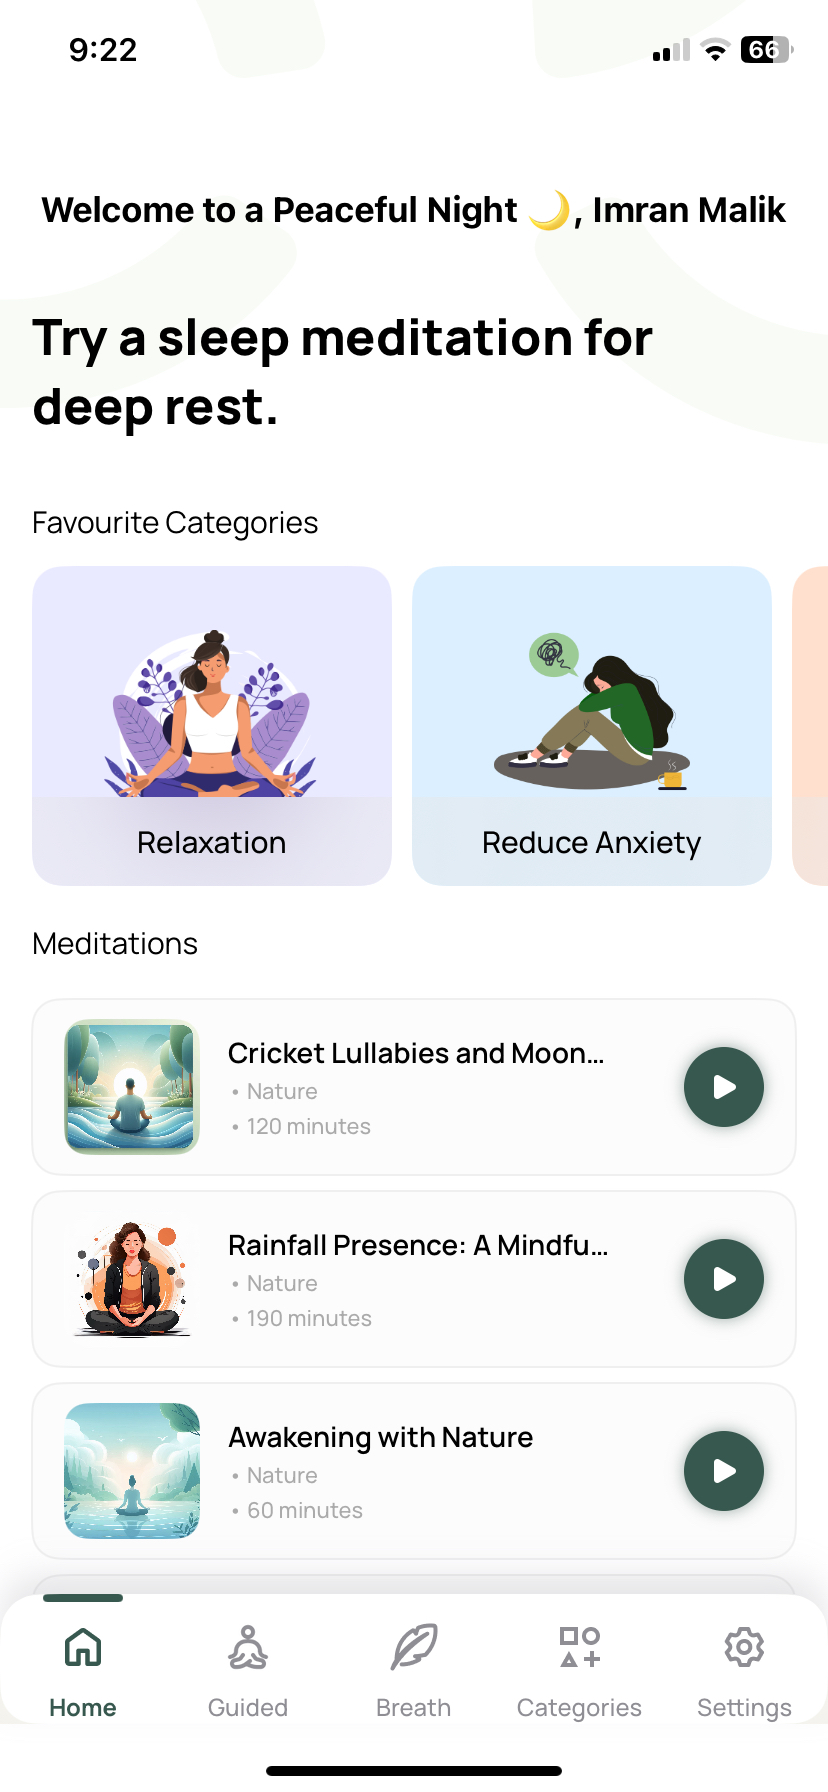 9:22
66
Welcome to a Peaceful Night 🌙, Imran Malik
Try a sleep meditation for
deep rest.
Favourite Categories
Relaxation
Reduce Anxiety
Meditations
Cricket Lullabies and Moon...
• Nature
• 120 minutes
Rainfall Presence: A Mindfu...
• Nature
• 190 minutes
Awakening with Nature
• Nature
• 60 minutes
Home
Guided
Breath
Categories
Settings